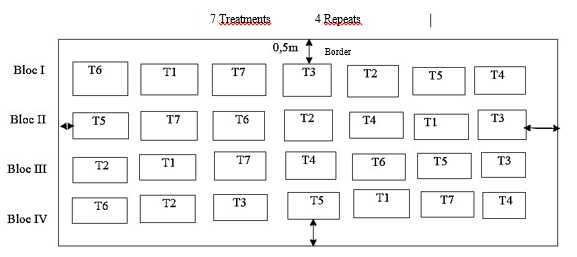 7 Treatments 4 Repeats
0,5m Border
Bloc I T6 T1 T7 T3 T2 T5 T4
Bloc II T5 T7 T6 T2 T4 T1 T3
Bloc III T2 T1 T7 T4 T6 T5 T3
Bloc IV T6 T2 T3 T5 T1 T7 T4